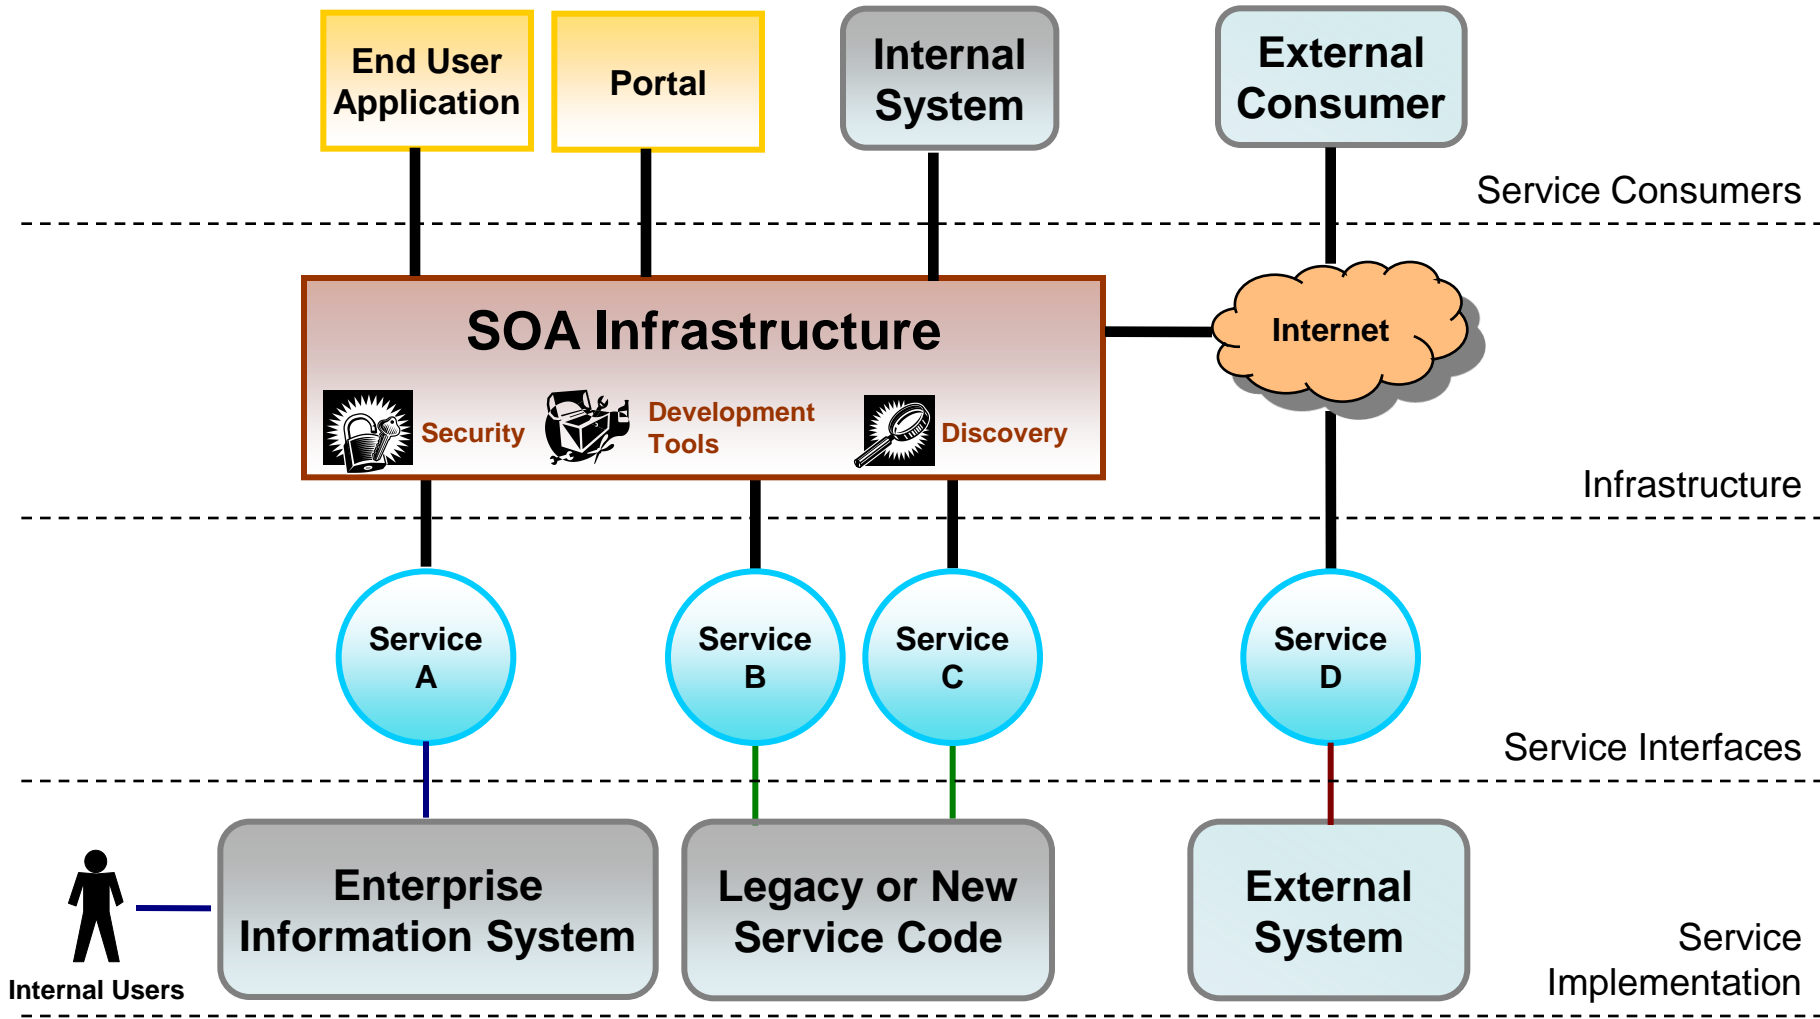 End User
Application
Portal
Internal
System
External
Consumer
Service Consumers
SOA Infrastructure
Internet
Security
Development
Tools
Discovery
Infrastructure
Service
A
Service
B
Service
C
Service
D
Service Interfaces
Enterprise
Information System
Legacy or New
Service Code
External
System
Service
Implementation
Internal Users